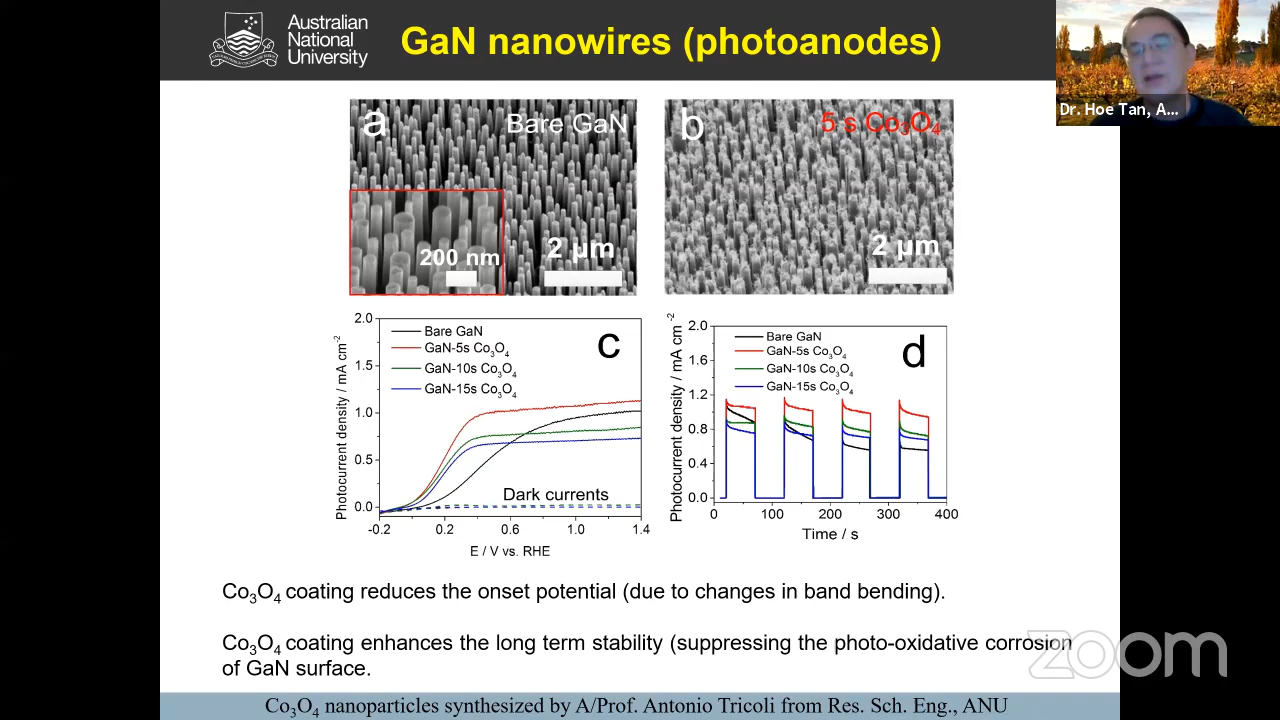 Australian
National
University
GaN nanowires (photoanodes)
Dr. Hoe Tan, A...
a
Bare GaN
200 nm
2 µm
b
5 s Co₃O₄
2 µm
c
Photocurrent density / mA cm⁻²
2.0
1.5
1.0
0.5
0.0
Bare GaN
GaN-5s Co₃O₄
GaN-10s Co₃O₄
GaN-15s Co₃O₄
Dark currents
-0.2 0.2 0.6 1.0 1.4
E / V vs. RHE
d
Photocurrent density / mA cm⁻²
2.0
1.6
1.2
0.8
0.4
0.0
Bare GaN
GaN-5s Co₃O₄
GaN-10s Co₃O₄
GaN-15s Co₃O₄
0 100 200 300 400
Time / s
Co₃O₄ coating reduces the onset potential (due to changes in band bending).
Co₃O₄ coating enhances the long term stability (suppressing the photo-oxidative corrosion
of GaN surface.
zoom
Co₃O₄ nanoparticles synthesized by A/Prof. Antonio Tricoli from Res. Sch. Eng., ANU